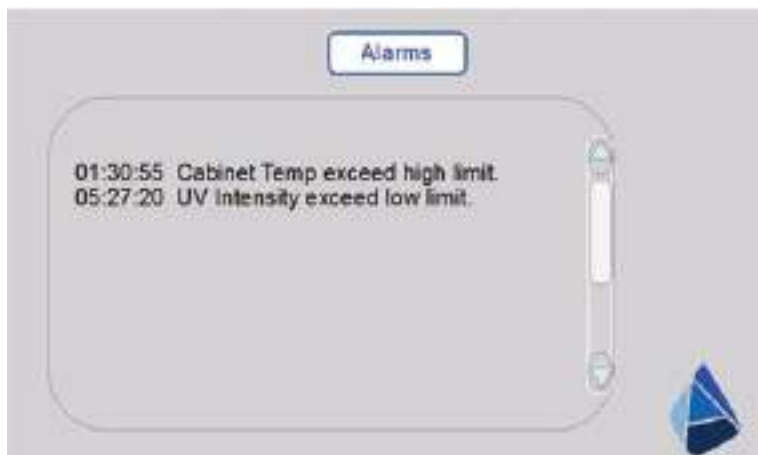 Alarms
01:30:55 Cabinet Temp exceed high limit.
05:27:20 UV Intensity exceed low limit.